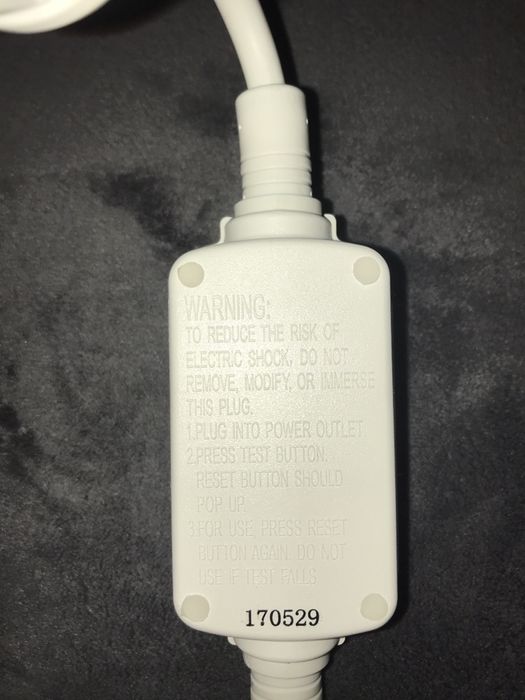 WARNING:
TO REDUCE THE RISK OF
ELECTRIC SHOCK, DO NOT
REMOVE, MODIFY, OR IMMERSE
THIS PLUG.
1.PLUG INTO POWER OUTLET
2.PRESS TEST BUTTON.
RESET BUTTON SHOULD
POP UP.
3.FOR USE, PRESS RESET
BUTTON AGAIN. DO NOT
USE IF TEST FALLS
170529